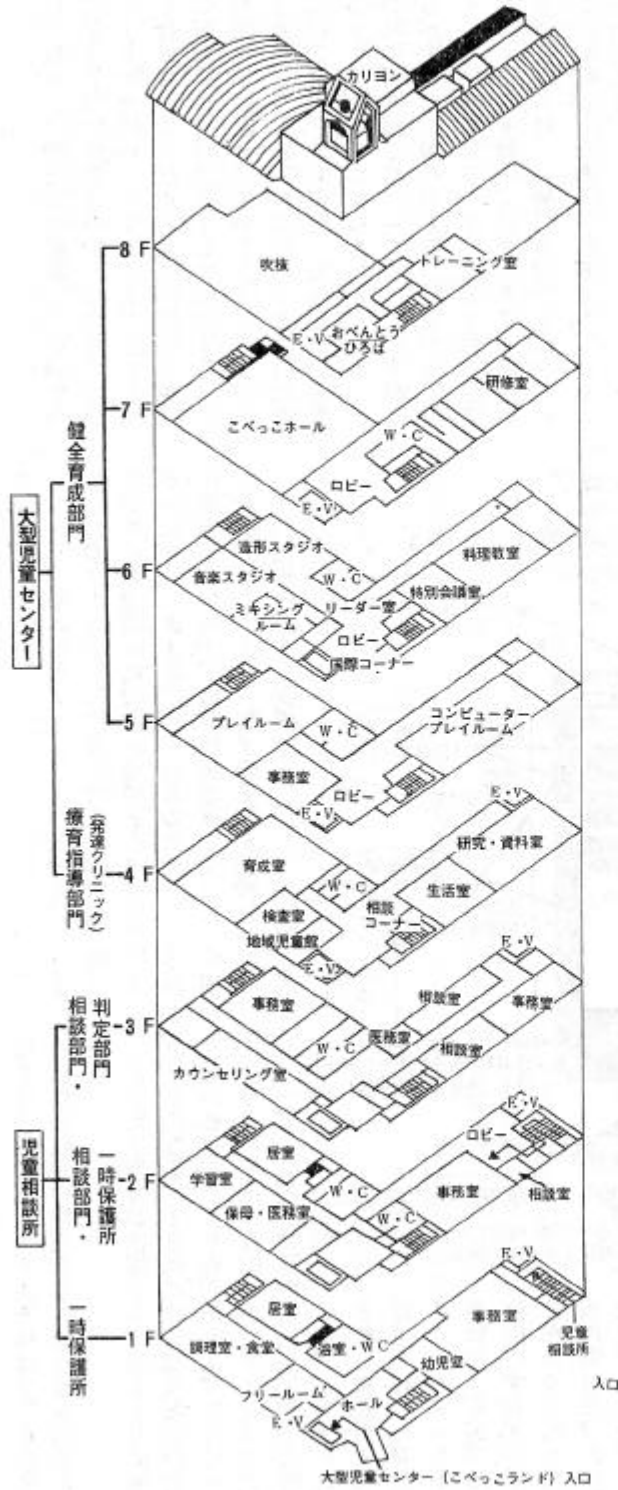 カリヨン
8F
吹抜
トレーニング室
おべんとう
ひろば
E・V
7F
こべっこホール
研修室
W・C
ロビー
E・V
健全育成部門
大型児童センター
6F
造形スタジオ
音楽スタジオ
ミキシング
ルーム
W・C
リーダー室
ロビー
国際コーナー
料理教室
特別会議室
5F
プレイルーム
W・C
事務室
ロビー
E・V
コンピューター
プレイルーム
療育指導部門
(発達クリニック)
4F
育成室
W・C
検査室
地域児童館
E・V
相談
コーナー
生活室
研究・資料室
E・V
相談部門・
判定部門
3F
事務室
W・C
カウンセリング室
医務室
相談室
相談室
事務室
E・V
児童相談所
相談部門・
一時保護所
2F
学習室
居室
保母・医務室
W・C
W・C
事務室
ロビー
相談室
E・V
一時保護所
1F
調理室・食堂
居室
浴室・WC
フリールーム
E・V
ホール
幼児室
事務室
E・V
児童
相談所
入口
大型児童センター(こべっこランド)入口